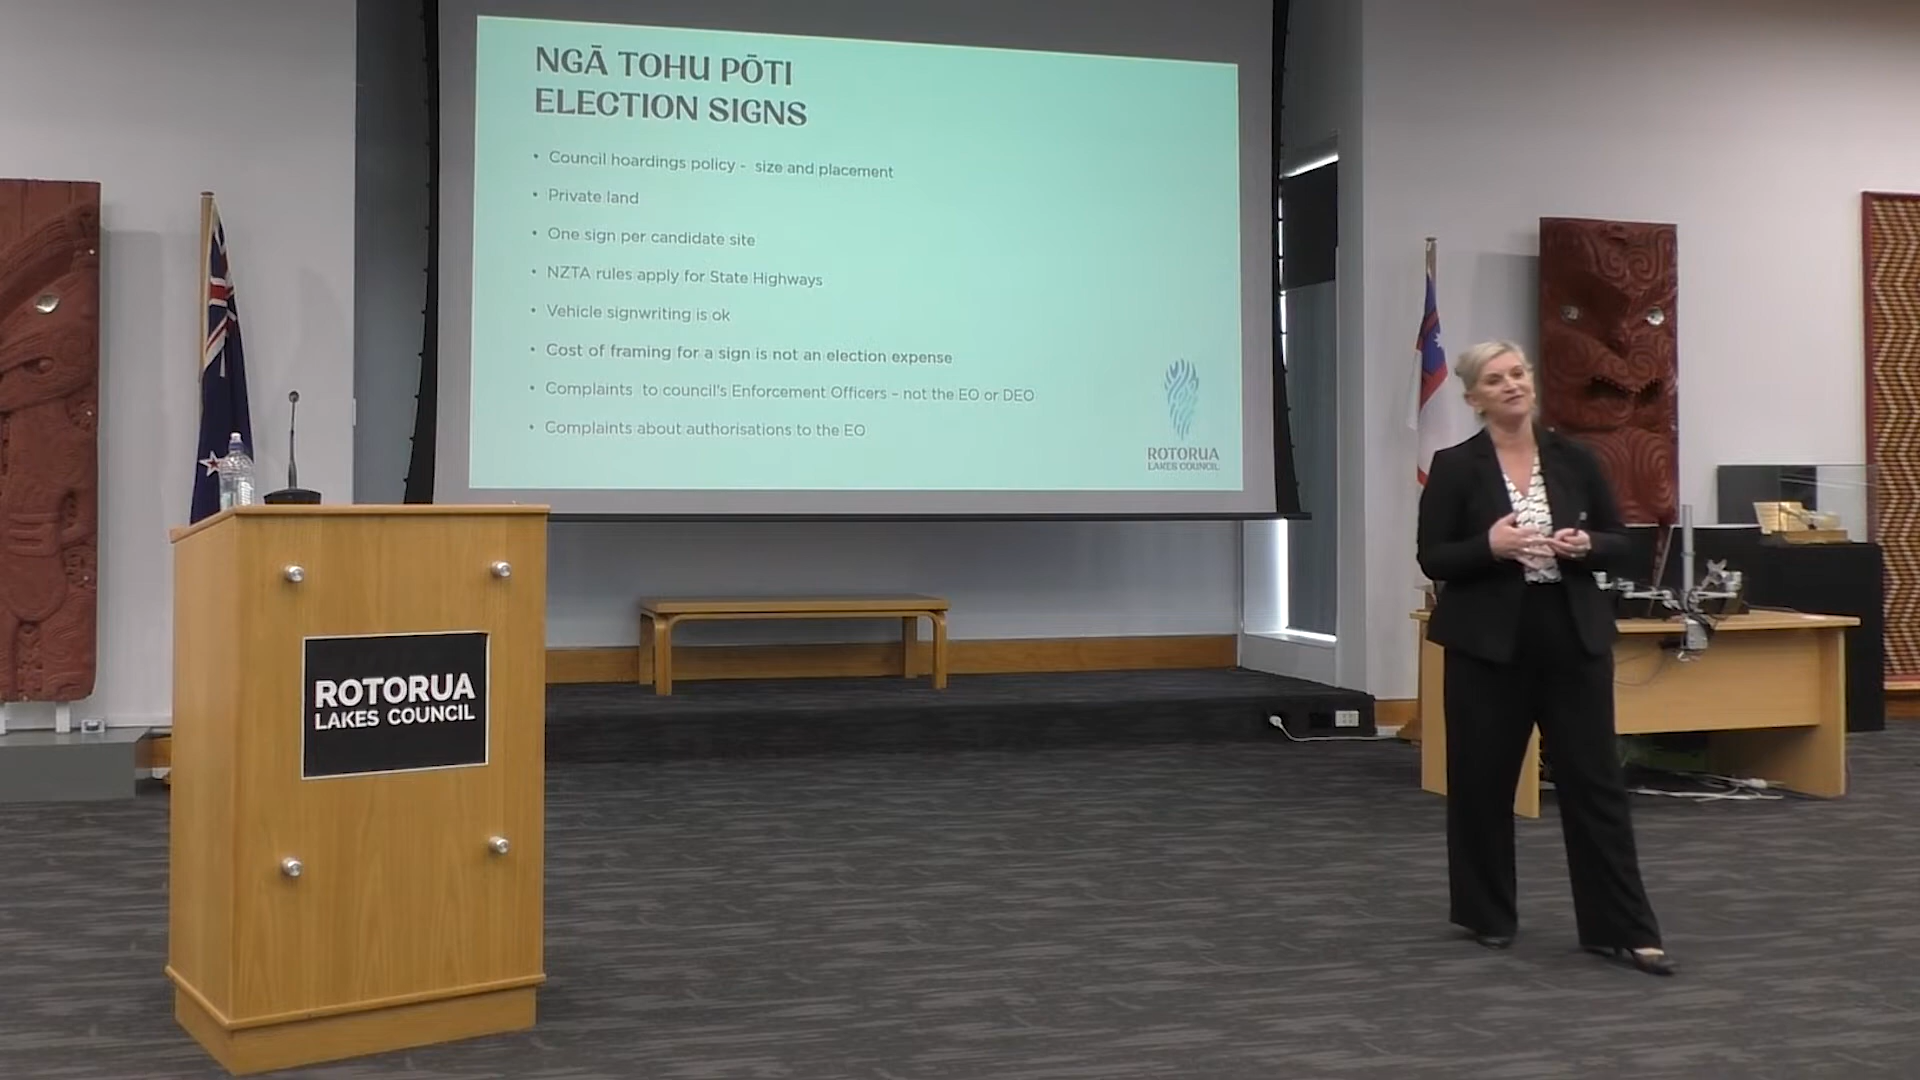 NGĀ TOHU PŌTI
ELECTION SIGNS
• Council hoardings policy - size and placement
• Private land
• One sign per candidate site
• NZTA rules apply for State Highways
• Vehicle signwriting is ok
• Cost of framing for a sign is not an election expense
• Complaints to council's Enforcement Officers – not the EO or DEO
• Complaints about authorisations to the EO
ROTORUA
LAKES COUNCIL
ROTORUA
LAKES COUNCIL